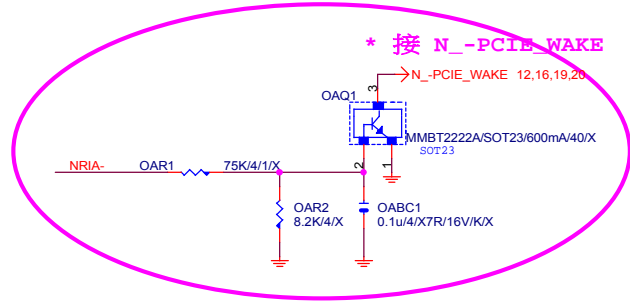 * 接 N_-PCIE_WAKE
N_-PCIE_WAKE 12,16,19,20
3
OAQ1
MMBT2222A/SOT23/600mA/40/X
SOT23
2
1
NRIA-
OAR1
75K/4/1/X
OAR2
8.2K/4/X
OABC1
0.1u/4/X7R/16V/K/X